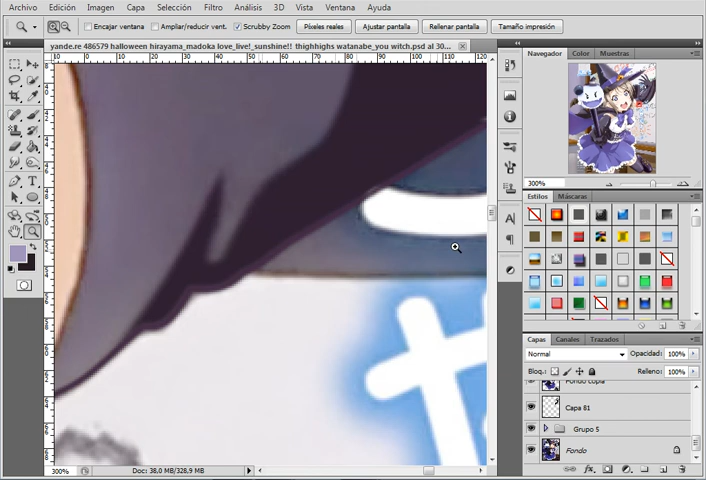 Archivo Edición Imagen Capa Selección Filtro Análisis 3D Vista Ventana Ayuda
Encajar ventana Ampliar/reducir vent. Scrubby Zoom Píxeles reales Ajustar pantalla Rellenar pantalla Tamaño impresión
yande.re 486579 halloween hirayama_madoka love_live!_sunshine!! thighhighs watanabe_you witch.psd al 30...
Navegador Color Muestras
300%
Estilos Máscaras
Capas Canales Trazados
Normal Opacidad: 100%
Bloq.: Relleno: 100%
Fondo copia
Capa 81
Grupo 5
Fondo
300% Doc: 38,0 MB/328,9 MB